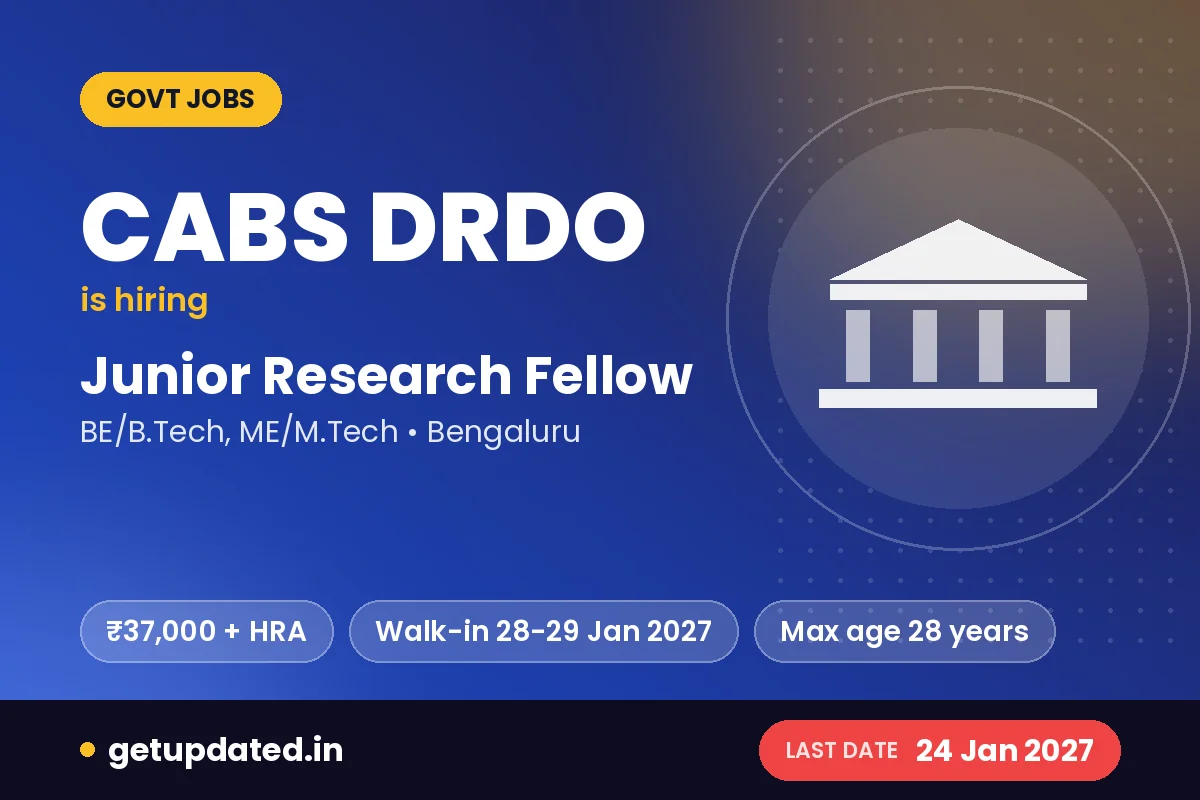 GOVT JOBS
CABS DRDO
is hiring
Junior Research Fellow
BE/B.Tech, ME/M.Tech • Bengaluru
₹37,000 + HRA
Walk-in 28-29 Jan 2027
Max age 28 years
getupdated.in
LAST DATE 24 Jan 2027